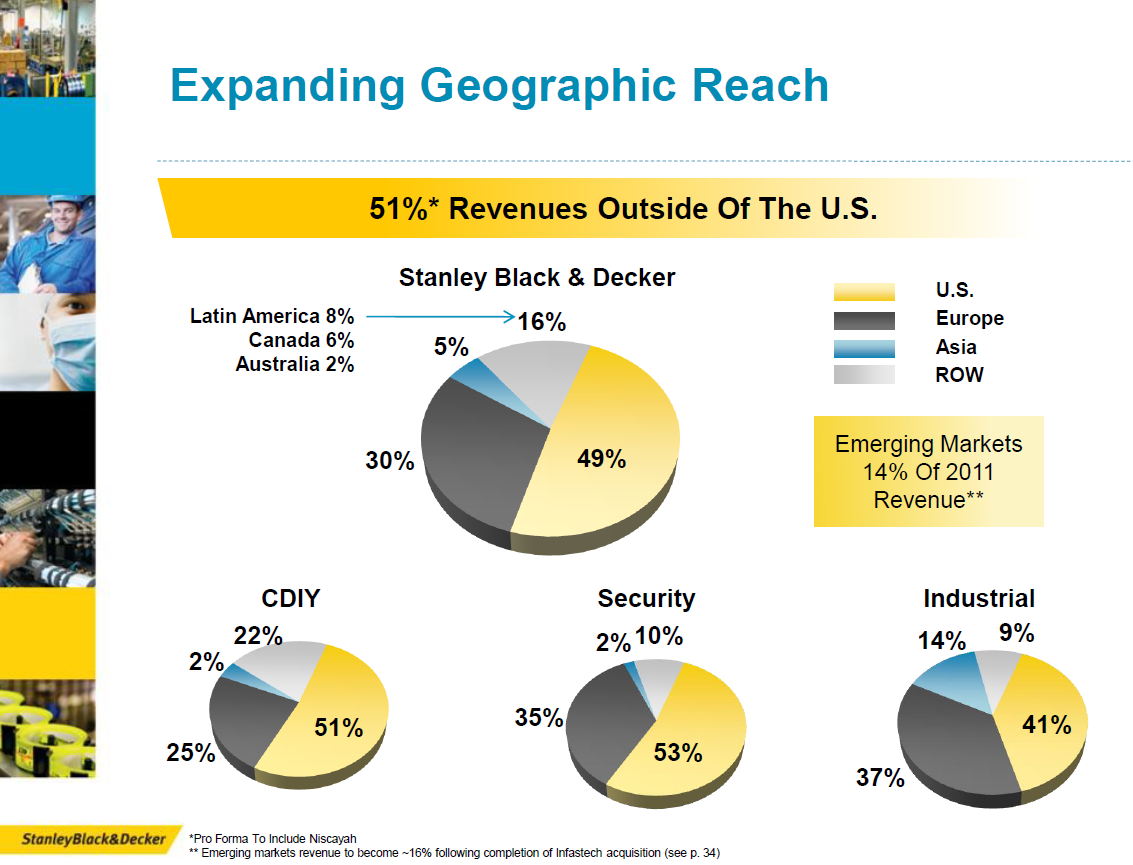 Expanding Geographic Reach
51%* Revenues Outside Of The U.S.
Stanley Black & Decker
Latin America 8%
Canada 6%
Australia 2%
16%
5%
30%
49%
U.S.
Europe
Asia
ROW
Emerging Markets
14% Of 2011
Revenue**
CDIY
22%
2%
51%
25%
Security
2%
10%
35%
53%
Industrial
14%
9%
41%
37%
StanleyBlack&Decker
*Pro Forma To Include Niscayah
** Emerging markets revenue to become ~16% following completion of Infastech acquisition (see p. 34)